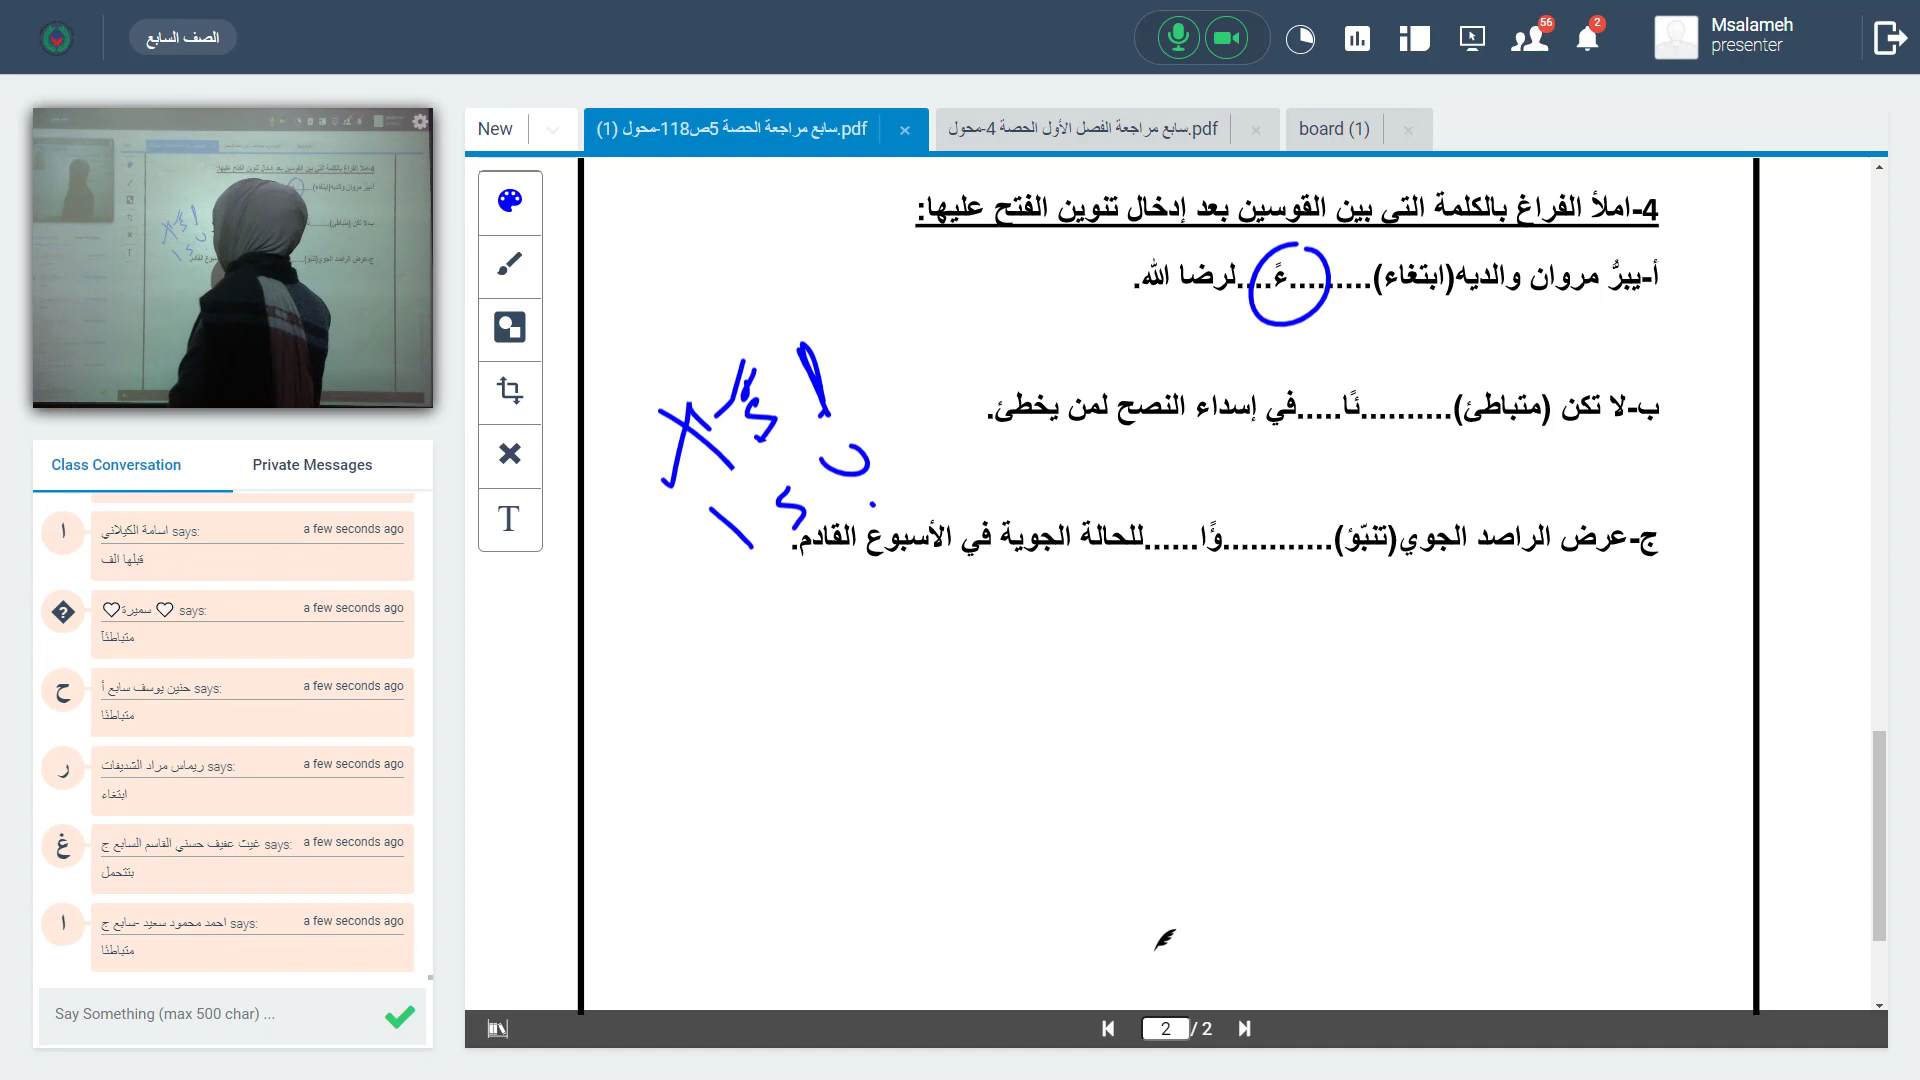 الصف السابع
56
2
Msalameh
presenter
New
سابع مراجعة الحصة 5ص118-محول (1).pdf
سابع مراجعة الفصل الأول الحصة 4-محول.pdf
board (1)
4-املأ الفراغ بالكلمة التي بين القوسين بعد إدخال تنوين الفتح عليها:
أ-يبرُّ مروان والديه(ابتغاء)..........ءً....لرضا الله.
ب-لا تكن (متباطئ)..........ئًا.....في إسداء النصح لمن يخطئ.
ج-عرض الراصد الجوي(تنبّؤ)............ؤًا......للحالة الجوية في الأسبوع القادم.
Class Conversation
Private Messages
ا
اسامة الكيلاني says:
a few seconds ago
قبلها الف
♡ سميرة♡ says:
a few seconds ago
متباطئاً
ح
حنين يوسف سابع أ says:
a few seconds ago
متباطئا
ر
ريماس مراد الشديفات says:
a few seconds ago
ابتغاء
غ
غيث عفيف حسني القاسم السابع ج says:
a few seconds ago
بتتحمل
ا
احمد محمود سعيد -سابع ج says:
a few seconds ago
متباطئا
Say Something (max 500 char) ...
T
2 / 2